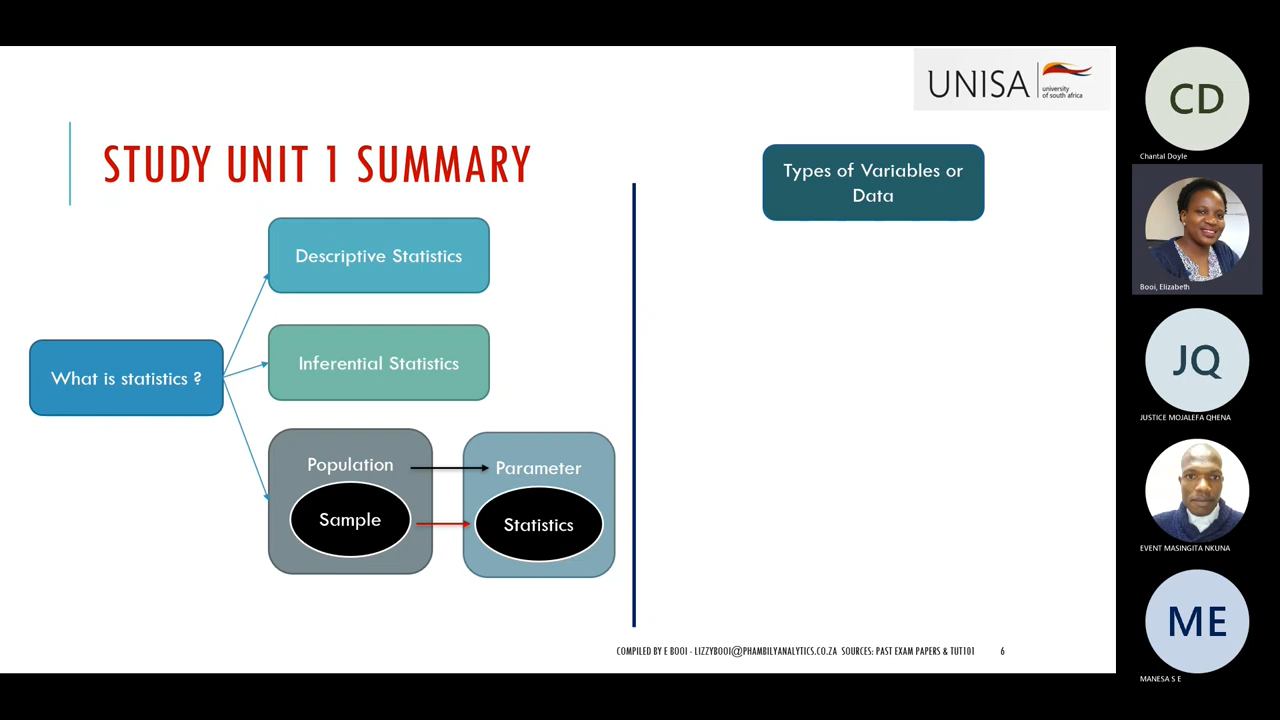 UNISA
university
of south africa
STUDY UNIT 1 SUMMARY
Types of Variables or
Data
Descriptive Statistics
Inferential Statistics
What is statistics ?
Population
Parameter
Sample
Statistics
COMPILED BY E BOOI - LIZZYBOOI@PHAMBILYANALYTICS.CO.ZA SOURCES: PAST EXAM PAPERS & TUT101
6
CD
Chantal Doyle
Booi, Elizabeth
JQ
JUSTICE MOJALEFA QHENA
EVENT MASINGITA NKUNA
ME
MANESA S E